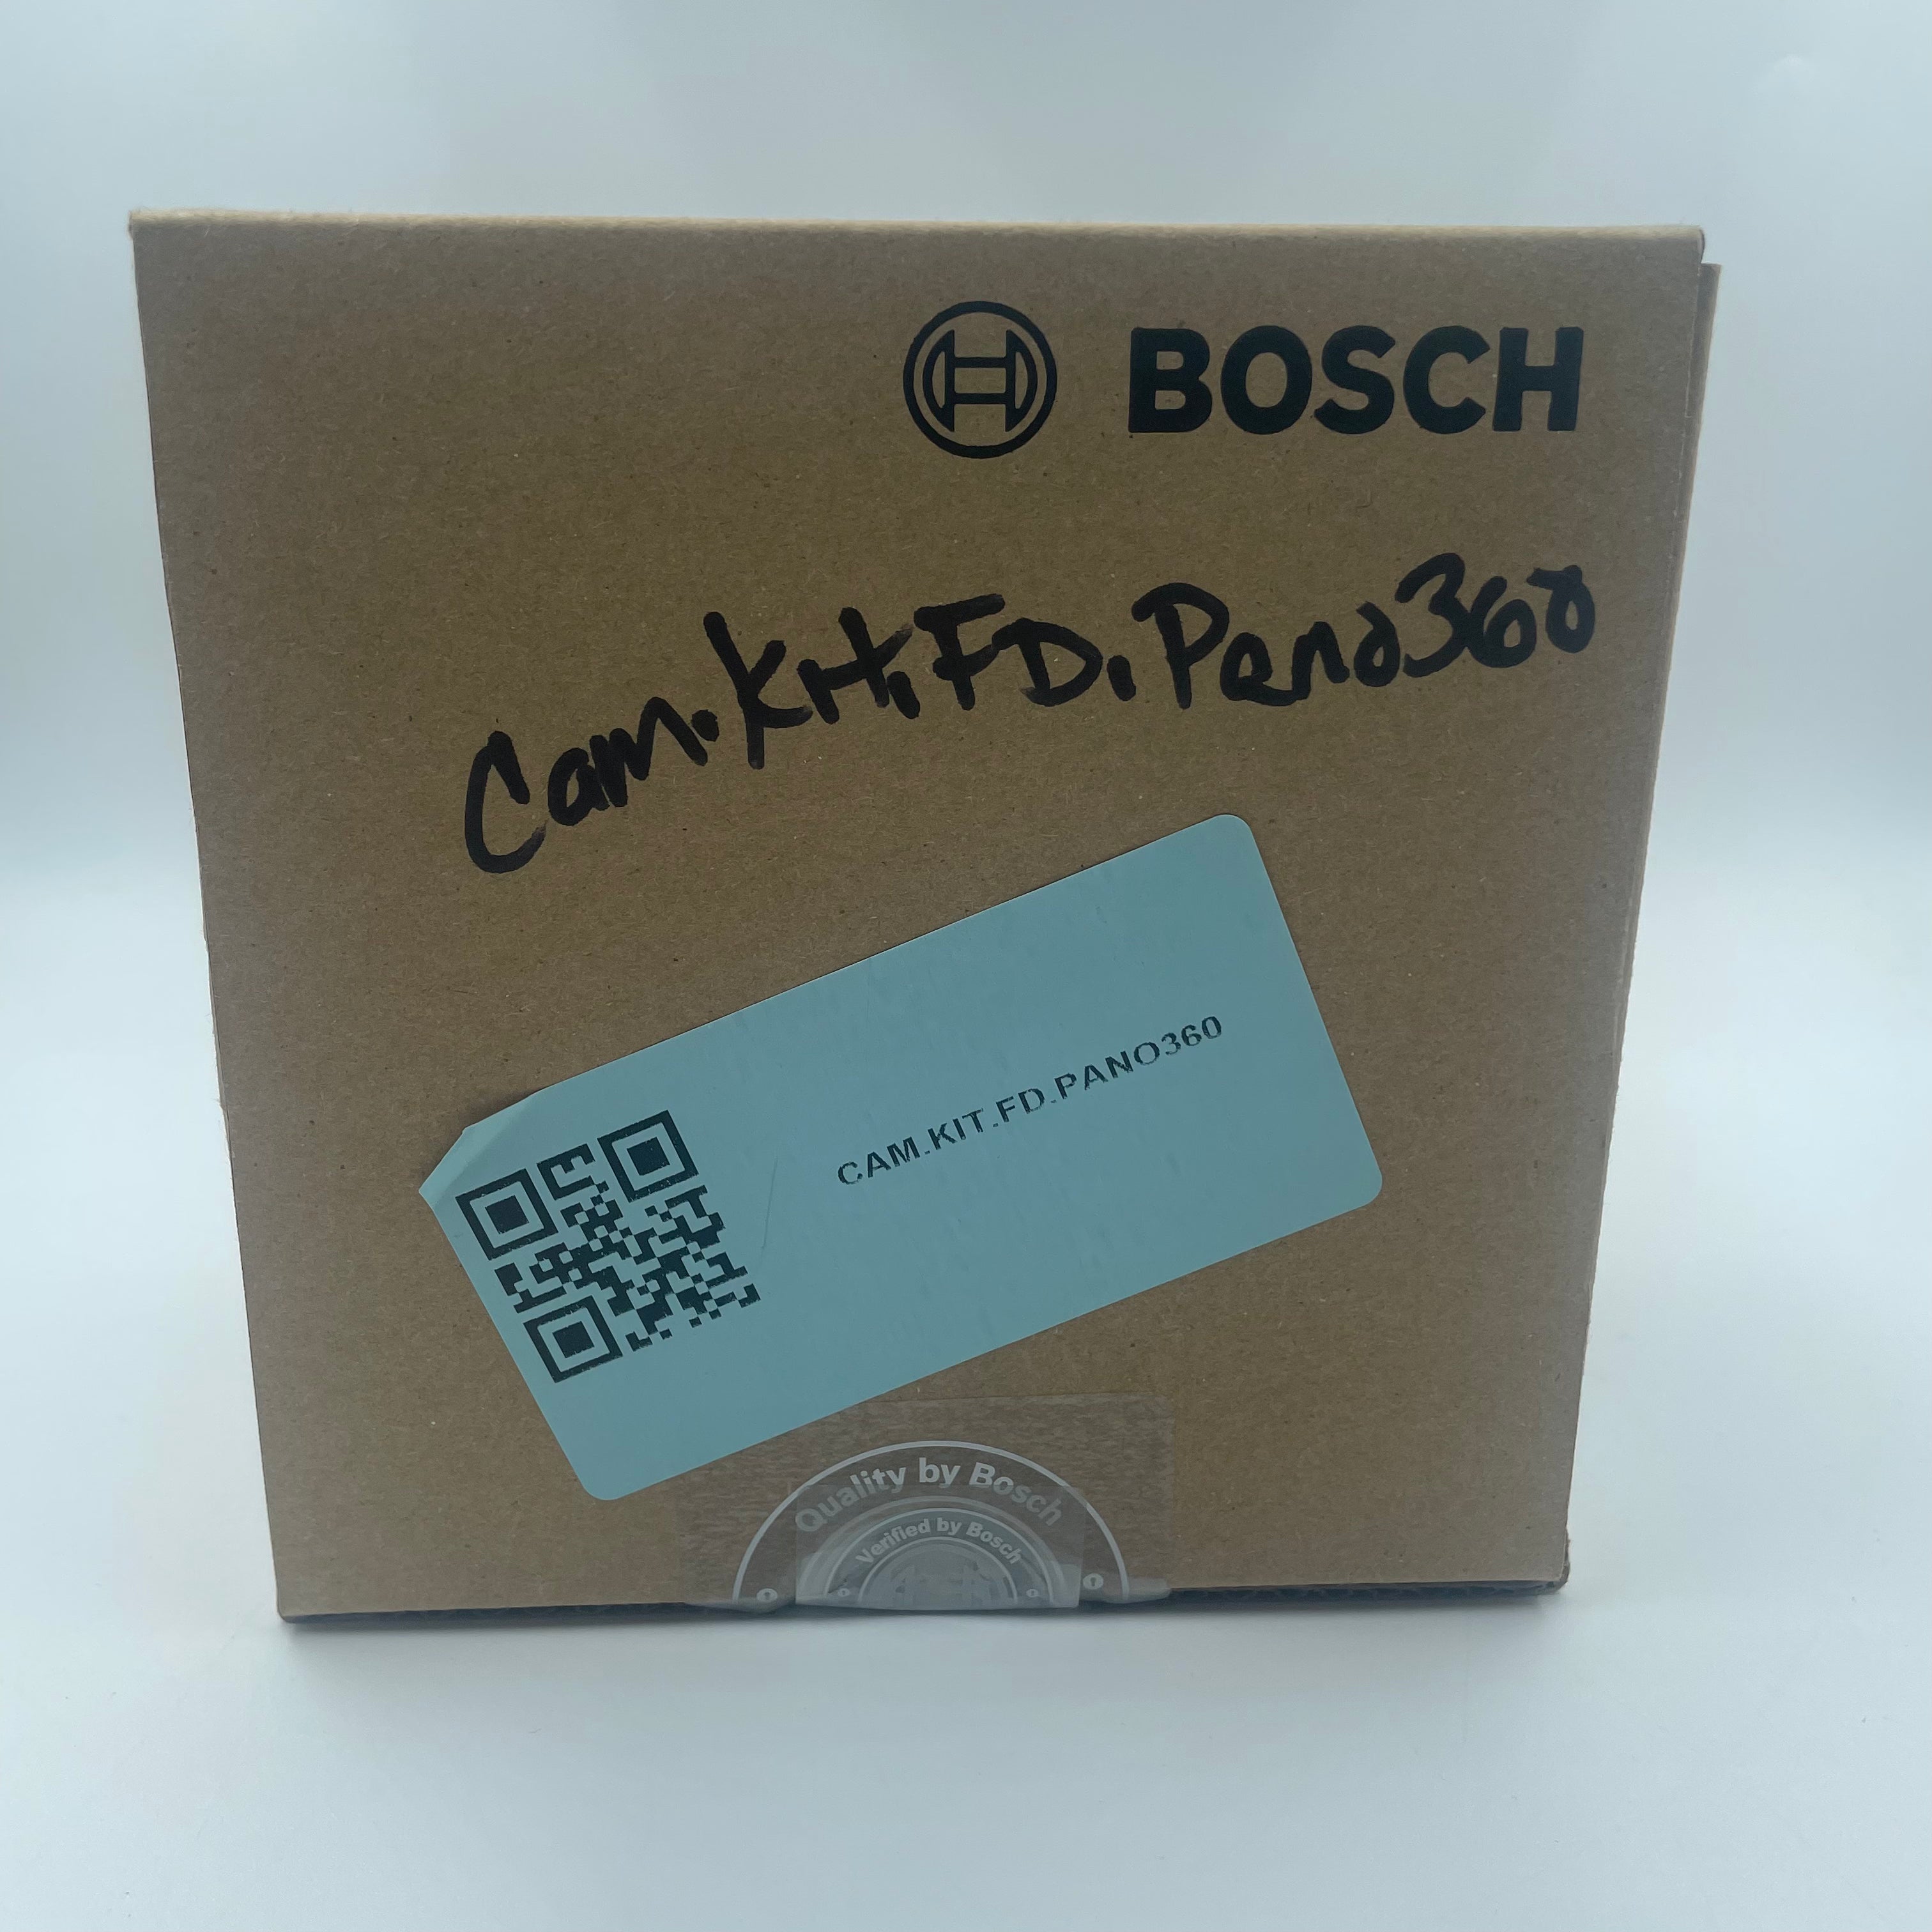 BOSCH
Cam.Kit.FD.Pano360
CAM.KIT.FD.PANO360
Quality by Bosch
Verified by Bosch